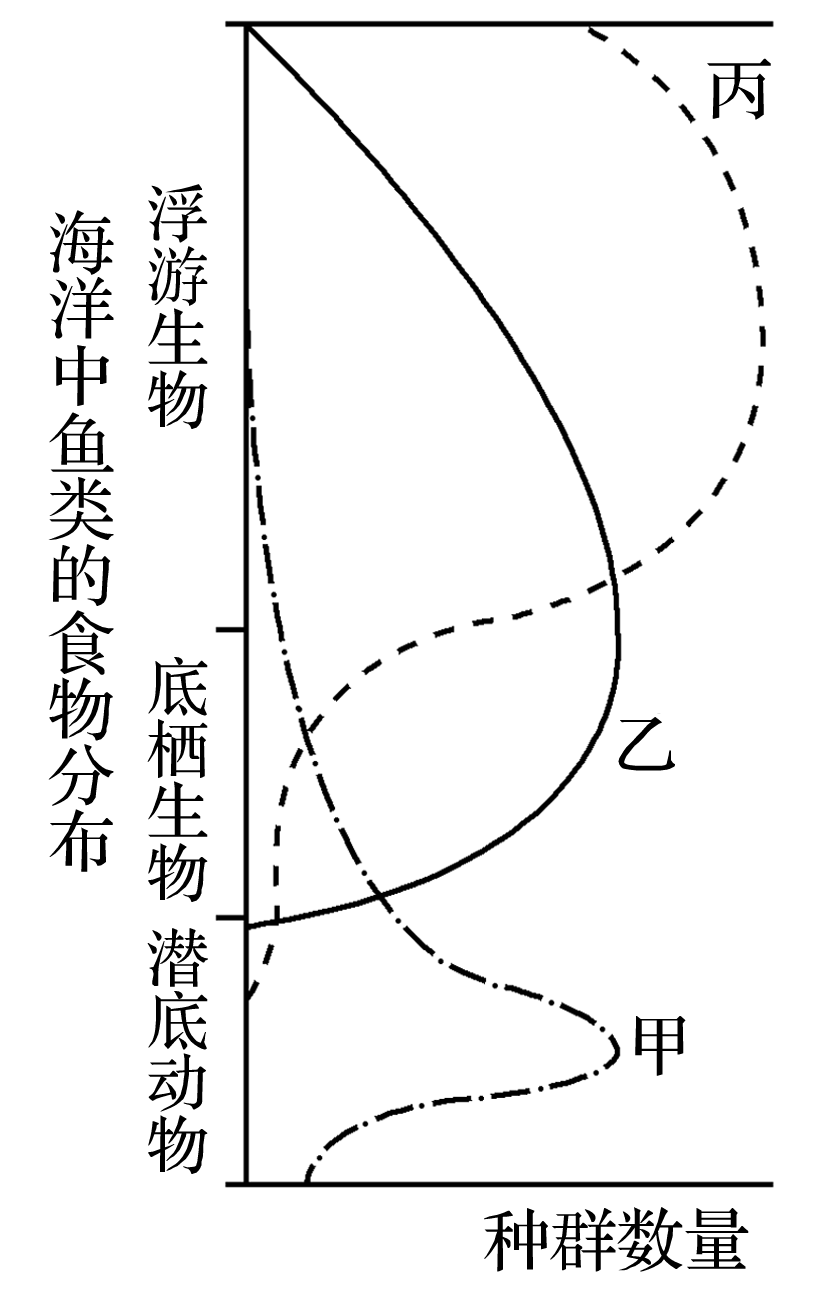 海洋中鱼类的食物分布
浮游生物
底栖生物
潜底动物
丙
乙
甲
种群数量